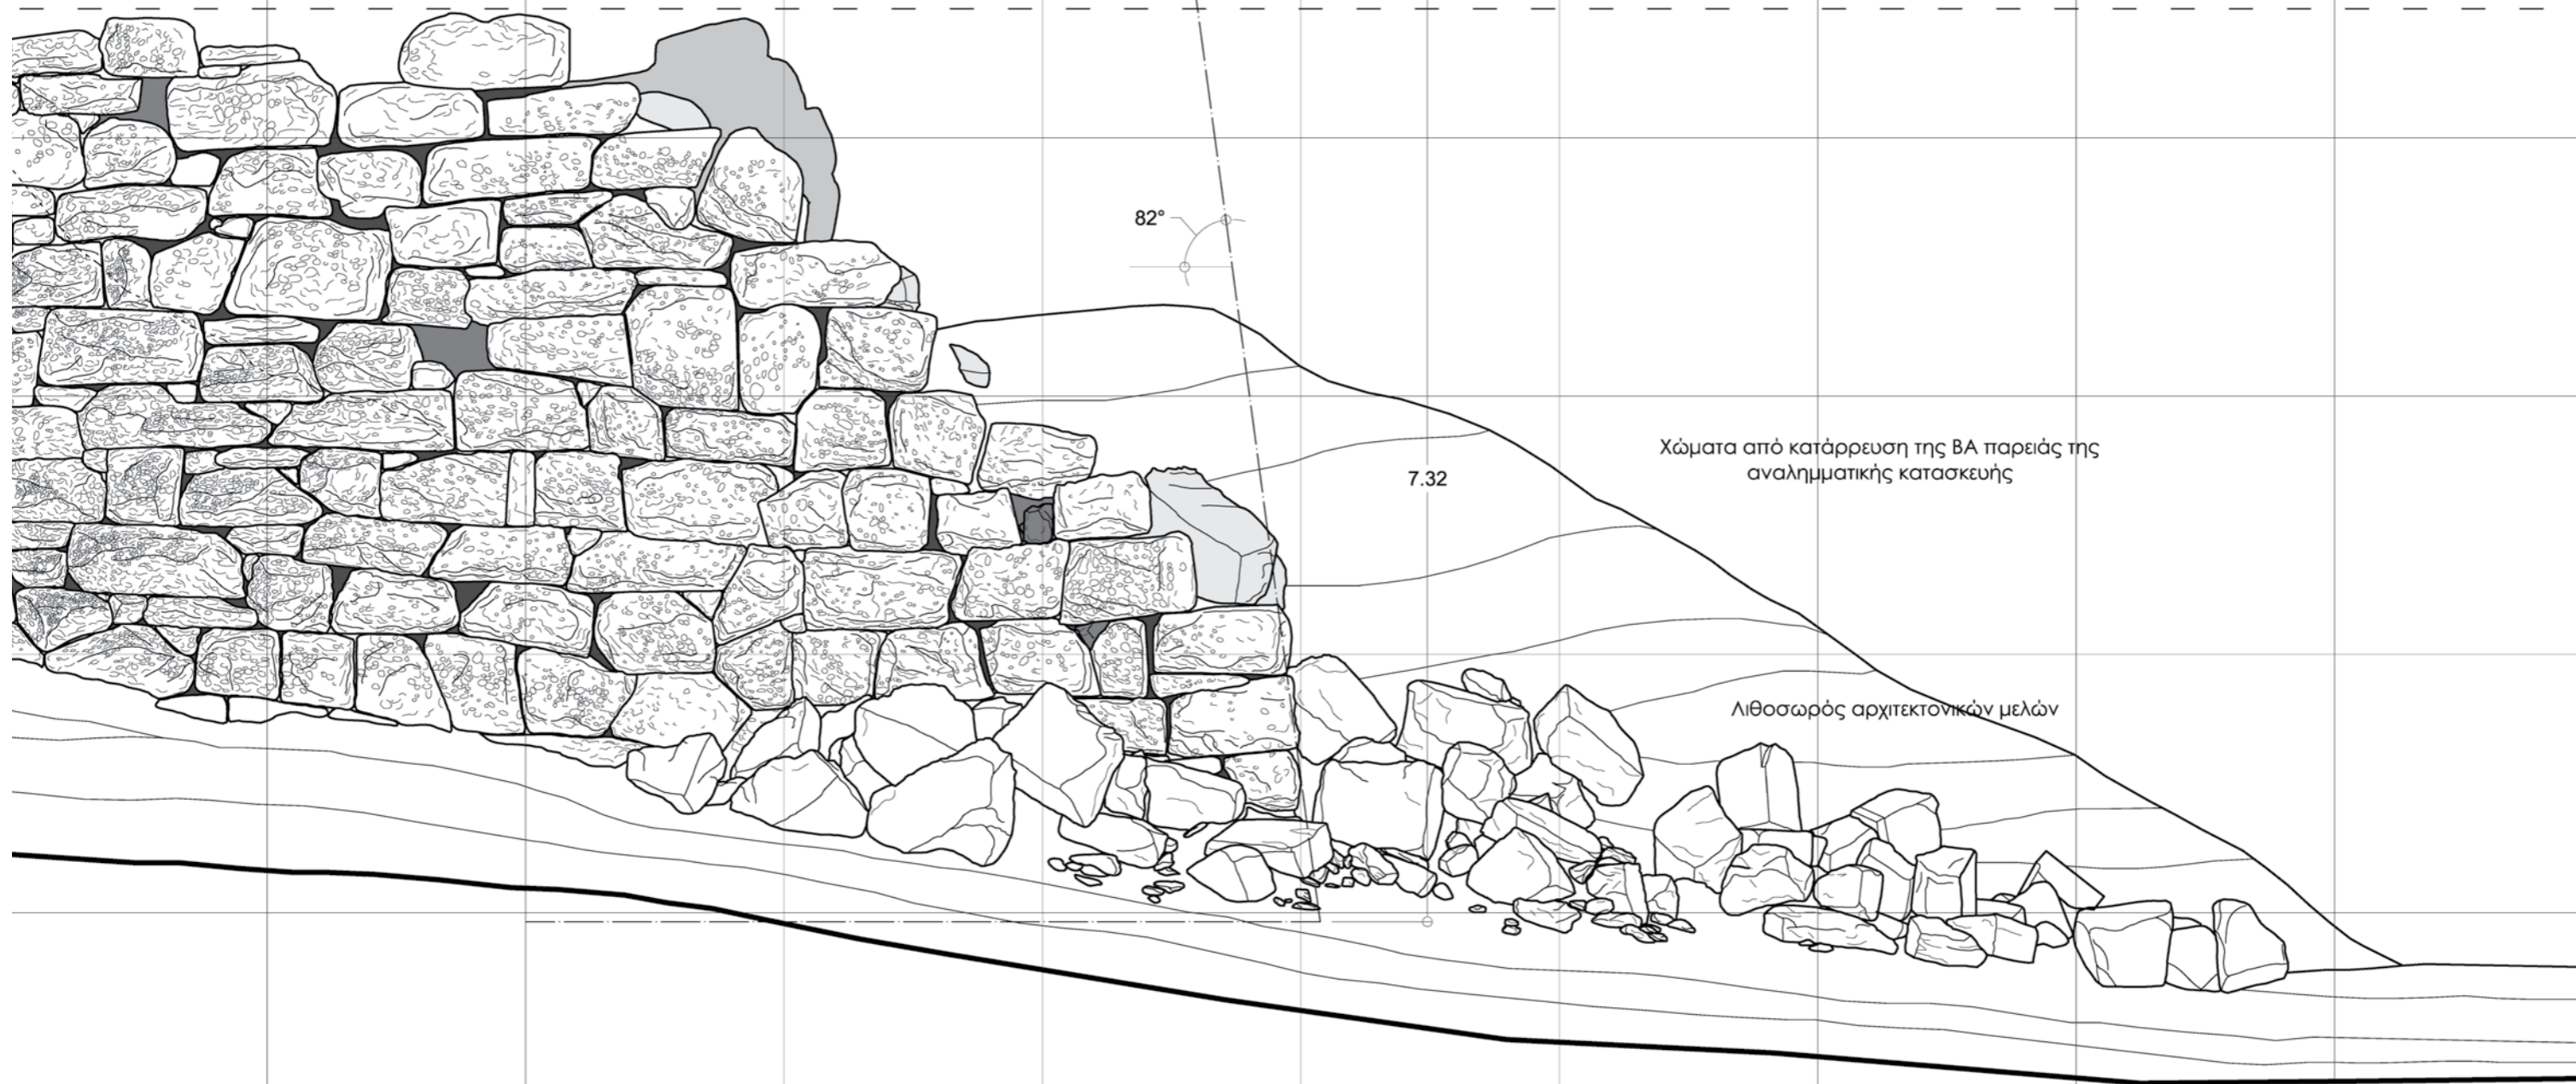 82°
Χώματα από κατάρρευση της ΒΑ παρειάς της
αναλημματικής κατασκευής
7.32
Λιθοσωρός αρχιτεκτονικών μελών